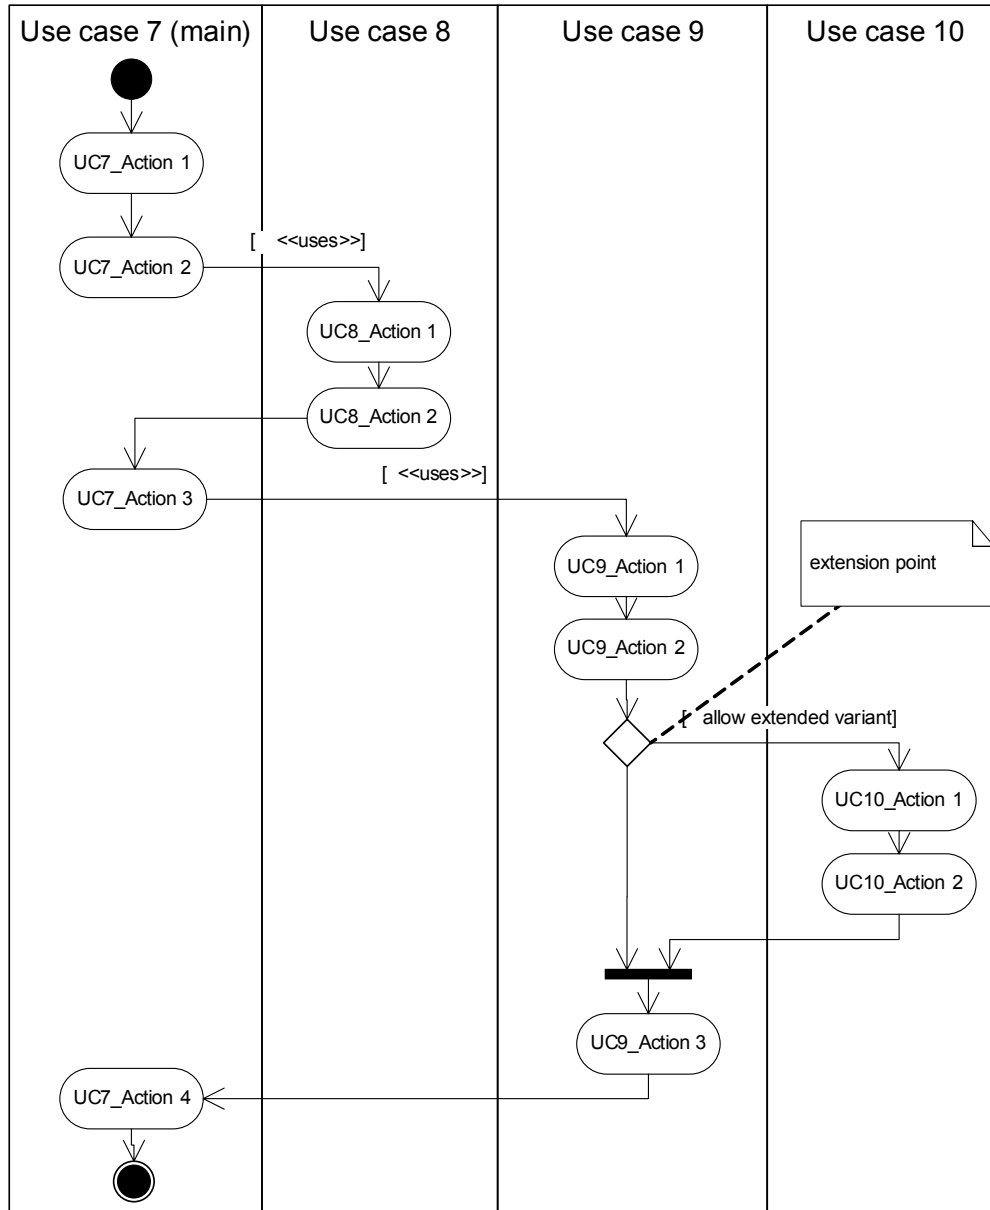 Use case 7 (main)
Use case 8
Use case 9
Use case 10
UC7_Action 1
[ <<uses>>]
UC7_Action 2
UC8_Action 1
UC8_Action 2
[ <<uses>>]
UC7_Action 3
UC9_Action 1
extension point
UC9_Action 2
[ allow extended variant]
UC10_Action 1
UC10_Action 2
UC9_Action 3
UC7_Action 4